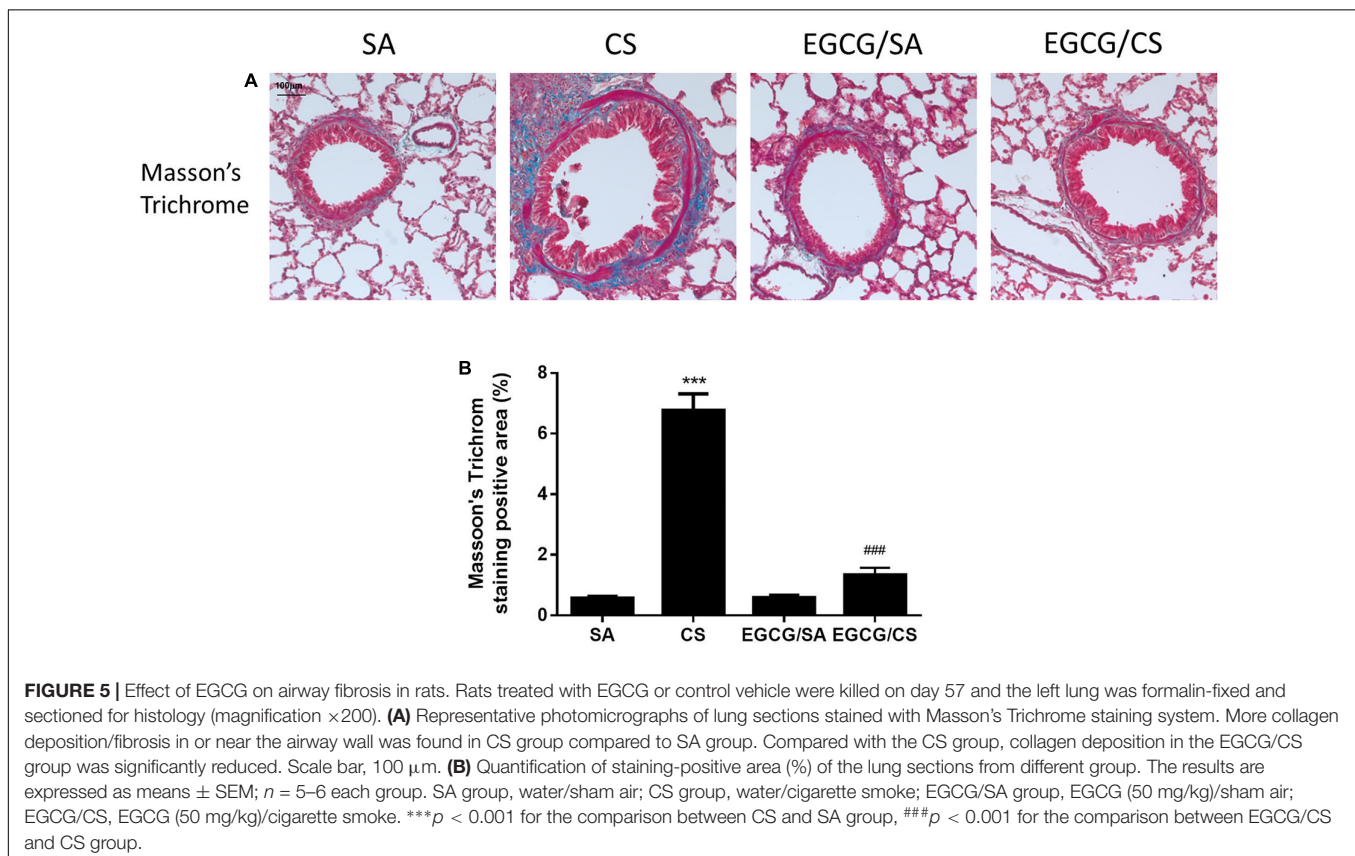 SA CS EGCG/SA EGCG/CS
A
100μm
Masson's
Trichrome
B
Massoon's Trichrom
staining positive area (%)
8
6
4
2
0
***
###
SA CS EGCG/SA EGCG/CS
FIGURE 5 | Effect of EGCG on airway fibrosis in rats. Rats treated with EGCG or control vehicle were killed on day 57 and the left lung was formalin-fixed and
sectioned for histology (magnification ×200). (A) Representative photomicrographs of lung sections stained with Masson's Trichrome staining system. More collagen
deposition/fibrosis in or near the airway wall was found in CS group compared to SA group. Compared with the CS group, collagen deposition in the EGCG/CS
group was significantly reduced. Scale bar, 100 μm. (B) Quantification of staining-positive area (%) of the lung sections from different group. The results are
expressed as means ± SEM; n = 5–6 each group. SA group, water/sham air; CS group, water/cigarette smoke; EGCG/SA group, EGCG (50 mg/kg)/sham air;
EGCG/CS, EGCG (50 mg/kg)/cigarette smoke. ***p < 0.001 for the comparison between CS and SA group, ###p < 0.001 for the comparison between EGCG/CS
and CS group.